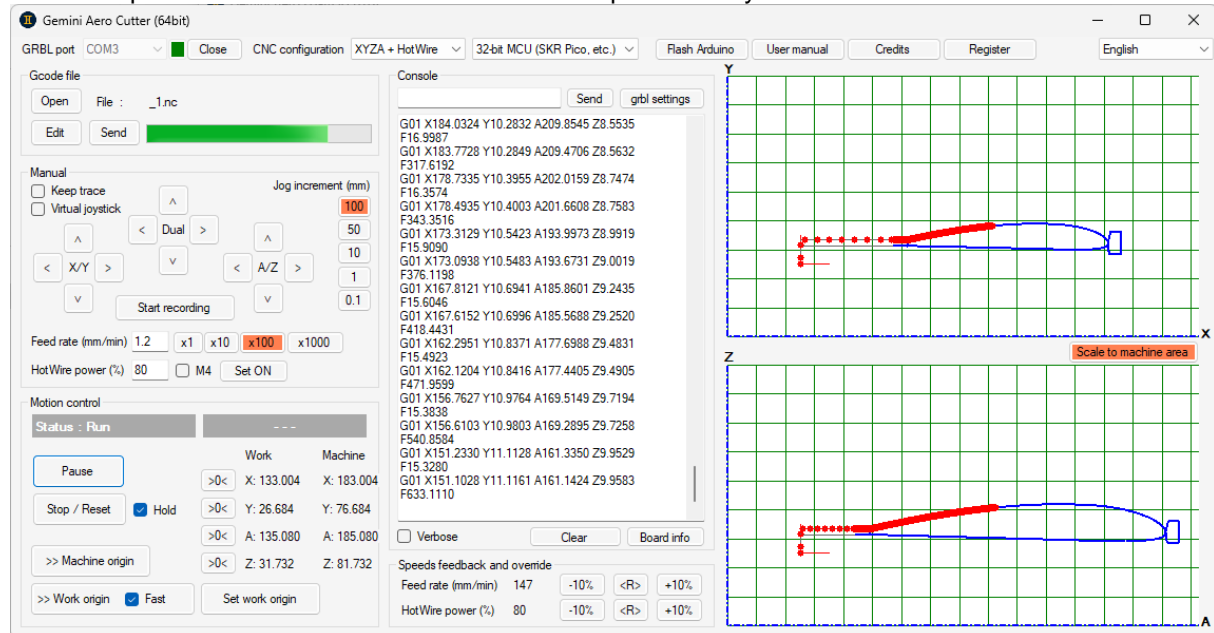 Gemini Aero Cutter (64bit)
GRBL port COM3 Close CNC configuration XYZA + HotWire 32-bit MCU (SKR Pico, etc.) Flash Arduino User manual Credits Register English
Gcode file
Open File : _1.nc
Edit Send
Manual
Keep trace
Virtual joystick
Jog increment (mm)
100
50
10
1
0.1
< Dual >
< X/Y >
< A/Z >
Start recording
Feed rate (mm/min) 1.2 x1 x10 x100 x1000
HotWire power (%) 80 M4 Set ON
Motion control
Status : Run - - -
Work Machine
Pause
>0< X: 133.004 X: 183.004
Stop / Reset Hold >0< Y: 26.684 Y: 76.684
>0< A: 135.080 A: 185.080
>> Machine origin >0< Z: 31.732 Z: 81.732
>> Work origin Fast Set work origin
Console
Send grbl settings
G01 X184.0324 Y10.2832 A209.8545 Z8.5535
F16.9987
G01 X183.7728 Y10.2849 A209.4706 Z8.5632
F317.6192
G01 X178.7335 Y10.3955 A202.0159 Z8.7474
F16.3574
G01 X178.4935 Y10.4003 A201.6608 Z8.7583
F343.3516
G01 X173.3129 Y10.5423 A193.9973 Z8.9919
F15.9090
G01 X173.0938 Y10.5483 A193.6731 Z9.0019
F376.1198
G01 X167.8121 Y10.6941 A185.8601 Z9.2435
F15.6046
G01 X167.6152 Y10.6996 A185.5688 Z9.2520
F418.4431
G01 X162.2951 Y10.8371 A177.6988 Z9.4831
F15.4923
G01 X162.1204 Y10.8416 A177.4405 Z9.4905
F471.9599
G01 X156.7627 Y10.9764 A169.5149 Z9.7194
F15.3838
G01 X156.6103 Y10.9803 A169.2895 Z9.7258
F540.8584
G01 X151.2330 Y11.1128 A161.3350 Z9.9529
F15.3280
G01 X151.1028 Y11.1161 A161.1424 Z9.9583
F633.1110
Verbose Clear Board info
Speeds feedback and override
Feed rate (mm/min) 147 -10% <R> +10%
HotWire power (%) 80 -10% <R> +10%
Y
X
Scale to machine area
Z
A